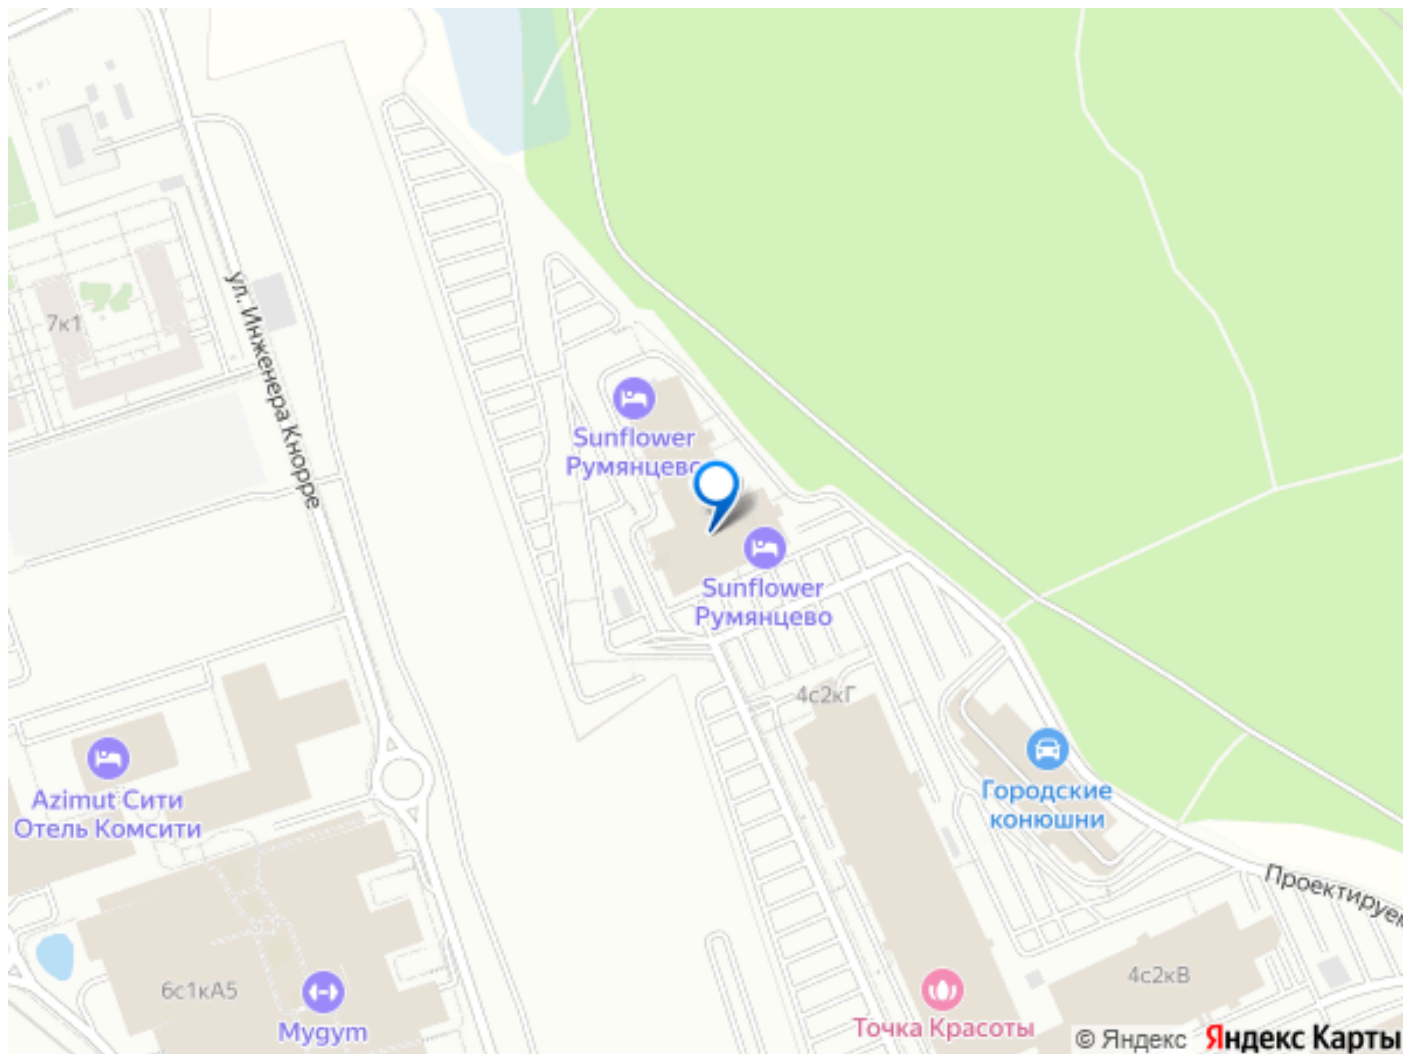 7к1
ул. Инженера Кнорре
Sunflower
Румянцево
Sunflower
Румянцево
4с2кГ
Azimut Сити
Отель Комсити
Городские
конюшни
Проектируем
6с1кА5
Mygym
4с2кВ
Точка Красоты
© Яндекс Яндекс Карты